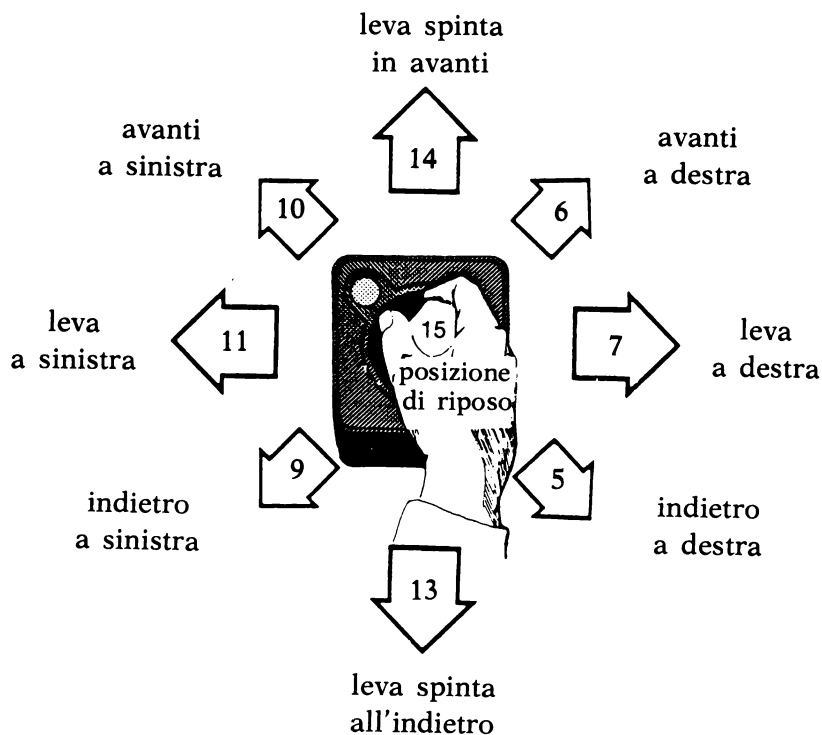 leva spinta
in avanti
14
avanti
a sinistra
10
avanti
a destra
6
leva
a sinistra
11
15
posizione
di riposo
7
leva
a destra
9
indietro
a sinistra
5
indietro
a destra
13
leva spinta
all'indietro